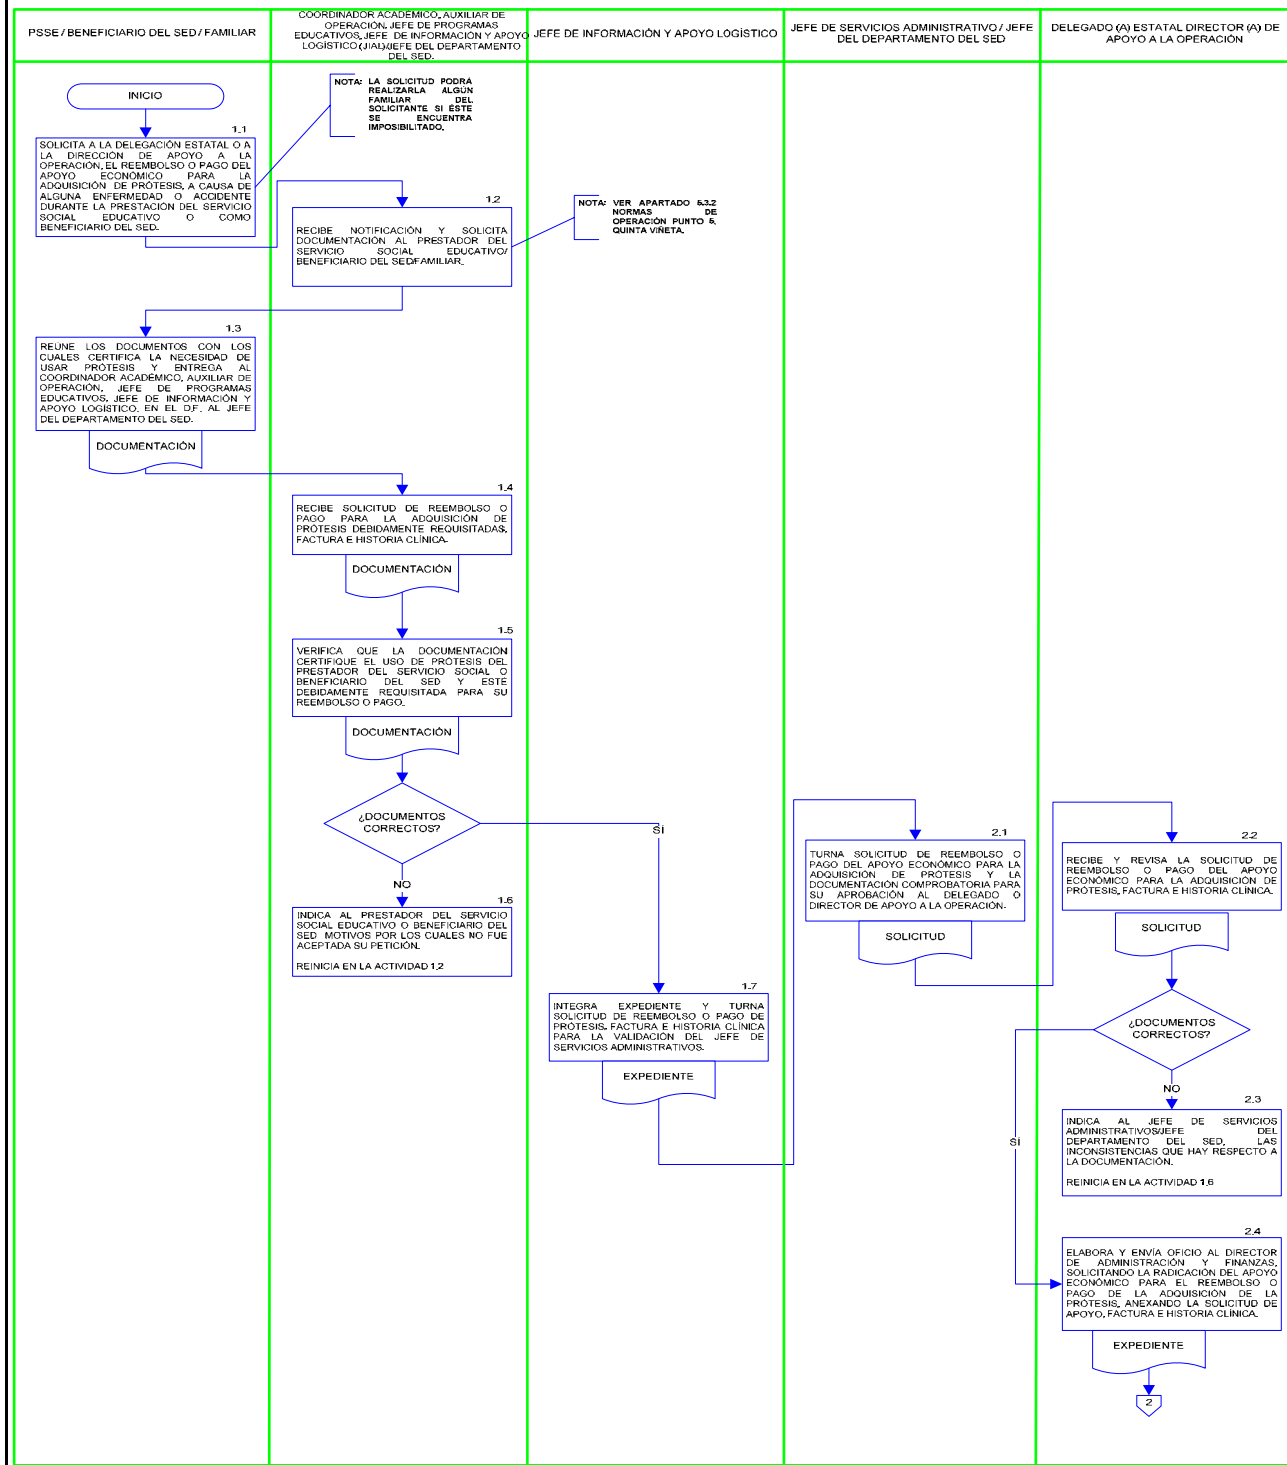 PSSE / BENEFICIARIO DEL SED / FAMILIAR
COORDINADOR ACADÉMICO, AUXILIAR DE
OPERACIÓN, JEFE DE PROGRAMAS
EDUCATIVOS, JEFE DE INFORMACIÓN Y APOYO
LOGÍSTICO (JIAL)/JEFE DEL DEPARTAMENTO
DEL SED.
JEFE DE INFORMACIÓN Y APOYO LOGÍSTICO
JEFE DE SERVICIOS ADMINISTRATIVO / JEFE
DEL DEPARTAMENTO DEL SED
DELEGADO (A) ESTATAL DIRECTOR (A) DE
APOYO A LA OPERACIÓN
INICIO
NOTA: LA SOLICITUD PODRÁ
REALIZARLA ALGÚN
FAMILIAR DEL
SOLICITANTE SI ÉSTE
SE ENCUENTRA
IMPOSIBILITADO.
1.1
SOLICITA A LA DELEGACIÓN ESTATAL O A
LA DIRECCIÓN DE APOYO A LA
OPERACIÓN, EL REEMBOLSO O PAGO DEL
APOYO ECONÓMICO PARA LA
ADQUISICIÓN DE PRÓTESIS, A CAUSA DE
ALGUNA ENFERMEDAD O ACCIDENTE
DURANTE LA PRESTACIÓN DEL SERVICIO
SOCIAL EDUCATIVO O COMO
BENEFICIARIO DEL SED.
1.2
RECIBE NOTIFICACIÓN Y SOLICITA
DOCUMENTACIÓN AL PRESTADOR DEL
SERVICIO SOCIAL EDUCATIVO/
BENEFICIARIO DEL SED/FAMILIAR.
NOTA: VER APARTADO 5.3.2
NORMAS DE
OPERACIÓN PUNTO 5,
QUINTA VIÑETA.
1.3
REÚNE LOS DOCUMENTOS CON LOS
CUALES CERTIFICA LA NECESIDAD DE
USAR PRÓTESIS Y ENTREGA AL
COORDINADOR ACADÉMICO, AUXILIAR DE
OPERACIÓN, JEFE DE PROGRAMAS
EDUCATIVOS, JEFE DE INFORMACIÓN Y
APOYO LOGÍSTICO. EN EL D.F. AL JEFE
DEL DEPARTAMENTO DEL SED.
DOCUMENTACIÓN
1.4
RECIBE SOLICITUD DE REEMBOLSO O
PAGO PARA LA ADQUISICIÓN DE
PRÓTESIS DEBIDAMENTE REQUISITADAS,
FACTURA E HISTORIA CLÍNICA.
DOCUMENTACIÓN
1.5
VERIFICA QUE LA DOCUMENTACIÓN
CERTIFIQUE EL USO DE PRÓTESIS DEL
PRESTADOR DEL SERVICIO SOCIAL O
BENEFICIARIO DEL SED Y ESTÉ
DEBIDAMENTE REQUISITADA PARA SU
REEMBOLSO O PAGO.
DOCUMENTACIÓN
¿DOCUMENTOS
CORRECTOS?
SÍ
NO
1.6
INDICA AL PRESTADOR DEL SERVICIO
SOCIAL EDUCATIVO O BENEFICIARIO DEL
SED MOTIVOS POR LOS CUALES NO FUE
ACEPTADA SU PETICIÓN.
REINICIA EN LA ACTIVIDAD 1.2
1.7
INTEGRA EXPEDIENTE Y TURNA
SOLICITUD DE REEMBOLSO O PAGO DE
PRÓTESIS, FACTURA E HISTORIA CLÍNICA
PARA LA VALIDACIÓN DEL JEFE DE
SERVICIOS ADMINISTRATIVOS.
EXPEDIENTE
2.1
TURNA SOLICITUD DE REEMBOLSO O
PAGO DEL APOYO ECONÓMICO PARA LA
ADQUISICIÓN DE PRÓTESIS Y LA
DOCUMENTACIÓN COMPROBATORIA PARA
SU APROBACIÓN AL DELEGADO O
DIRECTOR DE APOYO A LA OPERACIÓN.
SOLICITUD
2.2
RECIBE Y REVISA LA SOLICITUD DE
REEMBOLSO O PAGO DEL APOYO
ECONÓMICO PARA LA ADQUISICIÓN DE
PRÓTESIS, FACTURA E HISTORIA CLÍNICA.
SOLICITUD
¿DOCUMENTOS
CORRECTOS?
NO
SÍ
2.3
INDICA AL JEFE DE SERVICIOS
ADMINISTRATIVOS/JEFE DEL
DEPARTAMENTO DEL SED, LAS
INCONSISTENCIAS QUE HAY RESPECTO A
LA DOCUMENTACIÓN.
REINICIA EN LA ACTIVIDAD 1.6
2.4
ELABORA Y ENVÍA OFICIO AL DIRECTOR
DE ADMINISTRACIÓN Y FINANZAS,
SOLICITANDO LA RADICACIÓN DEL APOYO
ECONÓMICO PARA EL REEMBOLSO O
PAGO DE LA ADQUISICIÓN DE LA
PRÓTESIS, ANEXANDO LA SOLICITUD DE
APOYO, FACTURA E HISTORIA CLÍNICA.
EXPEDIENTE
2